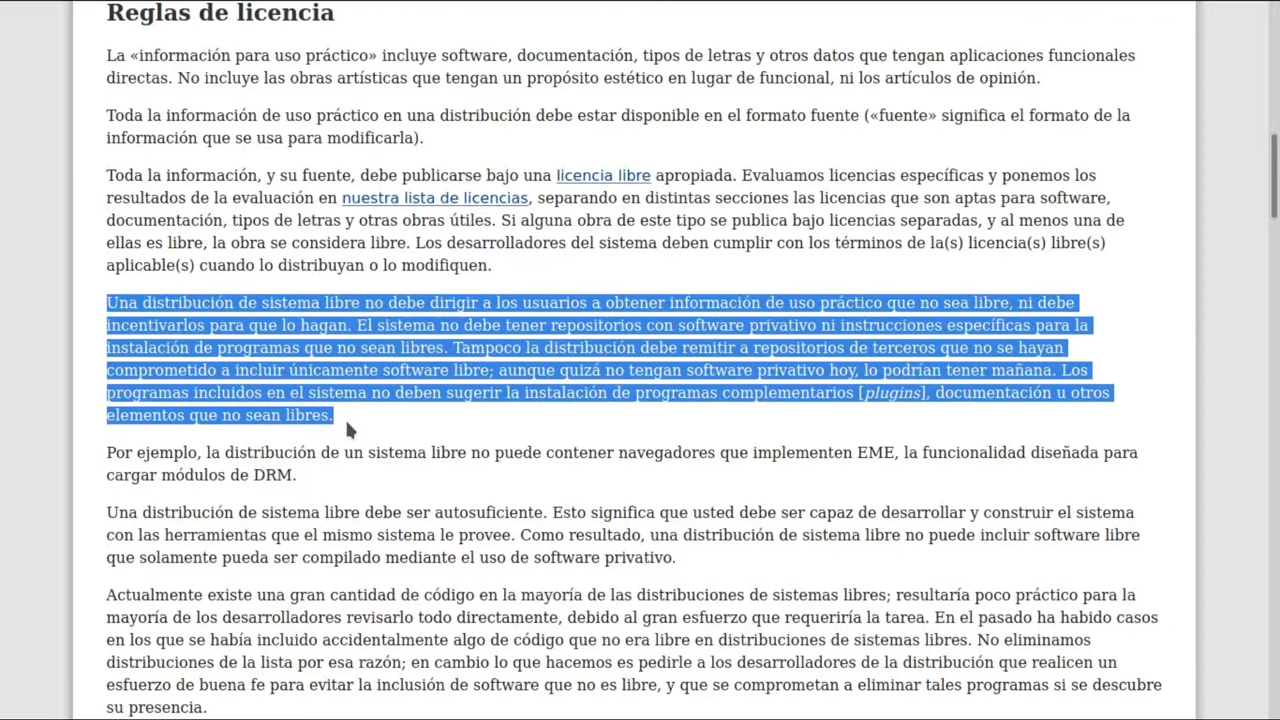 Reglas de licencia
La «información para uso práctico» incluye software, documentación, tipos de letras y otros datos que tengan aplicaciones funcionales
directas. No incluye las obras artísticas que tengan un propósito estético en lugar de funcional, ni los artículos de opinión.
Toda la información de uso práctico en una distribución debe estar disponible en el formato fuente («fuente» significa el formato de la
información que se usa para modificarla).
Toda la información, y su fuente, debe publicarse bajo una licencia libre apropiada. Evaluamos licencias específicas y ponemos los
resultados de la evaluación en nuestra lista de licencias, separando en distintas secciones las licencias que son aptas para software,
documentación, tipos de letras y otras obras útiles. Si alguna obra de este tipo se publica bajo licencias separadas, y al menos una de
ellas es libre, la obra se considera libre. Los desarrolladores del sistema deben cumplir con los términos de la(s) licencia(s) libre(s)
aplicable(s) cuando lo distribuyan o lo modifiquen.
Una distribución de sistema libre no debe dirigir a los usuarios a obtener información de uso práctico que no sea libre, ni debe
incentivarlos para que lo hagan. El sistema no debe tener repositorios con software privativo ni instrucciones específicas para la
instalación de programas que no sean libres. Tampoco la distribución debe remitir a repositorios de terceros que no se hayan
comprometido a incluir únicamente software libre; aunque quizá no tengan software privativo hoy, lo podrían tener mañana. Los
programas incluidos en el sistema no deben sugerir la instalación de programas complementarios [plugins], documentación u otros
elementos que no sean libres.
Por ejemplo, la distribución de un sistema libre no puede contener navegadores que implementen EME, la funcionalidad diseñada para
cargar módulos de DRM.
Una distribución de sistema libre debe ser autosuficiente. Esto significa que usted debe ser capaz de desarrollar y construir el sistema
con las herramientas que el mismo sistema le provee. Como resultado, una distribución de sistema libre no puede incluir software libre
que solamente pueda ser compilado mediante el uso de software privativo.
Actualmente existe una gran cantidad de código en la mayoría de las distribuciones de sistemas libres; resultaría poco práctico para la
mayoría de los desarrolladores revisarlo todo directamente, debido al gran esfuerzo que requeriría la tarea. En el pasado ha habido casos
en los que se había incluido accidentalmente algo de código que no era libre en distribuciones de sistemas libres. No eliminamos
distribuciones de la lista por esa razón; en cambio lo que hacemos es pedirle a los desarrolladores de la distribución que realicen un
esfuerzo de buena fe para evitar la inclusión de software que no es libre, y que se comprometan a eliminar tales programas si se descubre
su presencia.